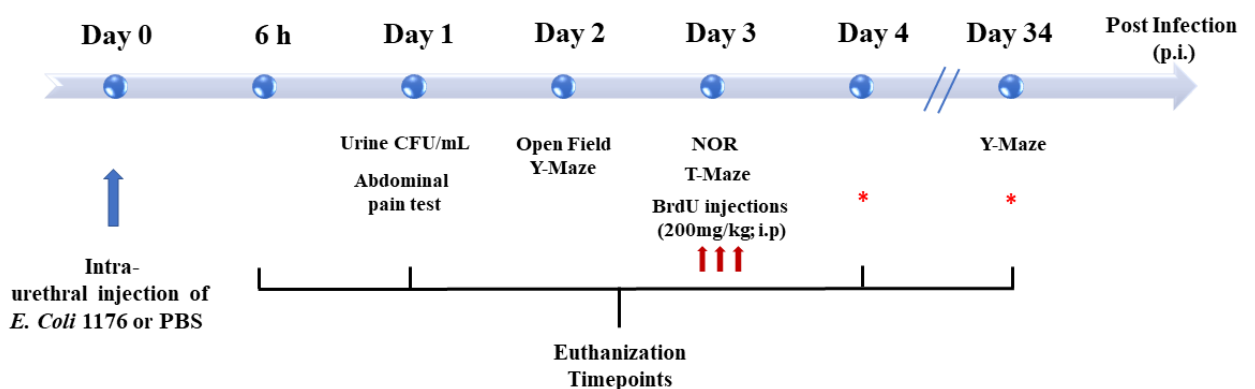 Day 0
6 h
Day 1
Day 2
Day 3
Day 4
Day 34
Post Infection
(p.i.)
Urine CFU/mL
Abdominal
pain test
Open Field
Y-Maze
NOR
T-Maze
BrdU injections
(200mg/kg; i.p)
Y-Maze
*
*
Intra-
urethral injection of
E. Coli 1176 or PBS
Euthanization
Timepoints